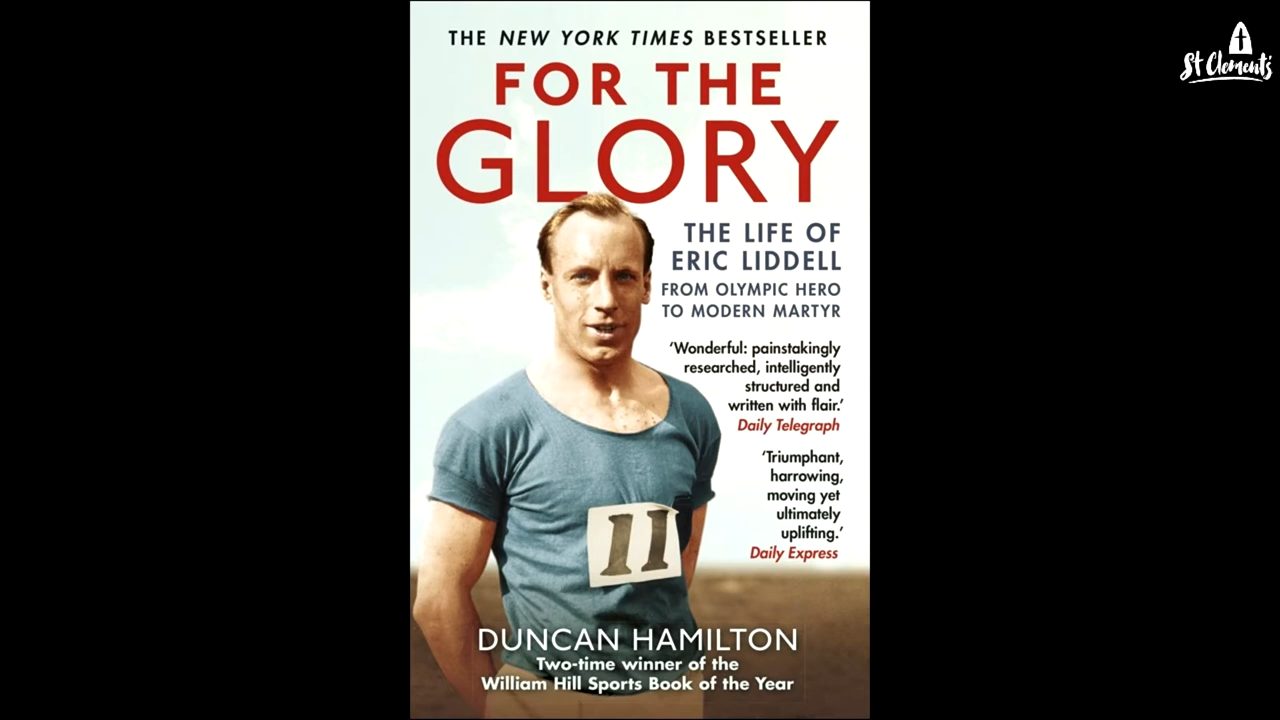 THE NEW YORK TIMES BESTSELLER
FOR THE
GLORY
THE LIFE OF
ERIC LIDDELL
FROM OLYMPIC HERO
TO MODERN MARTYR
‘Wonderful: painstakingly
researched, intelligently
structured and
written with flair.’
Daily Telegraph
‘Triumphant,
harrowing,
moving yet
ultimately
uplifting.’
Daily Express
11
DUNCAN HAMILTON
Two-time winner of the
William Hill Sports Book of the Year
St Clement's